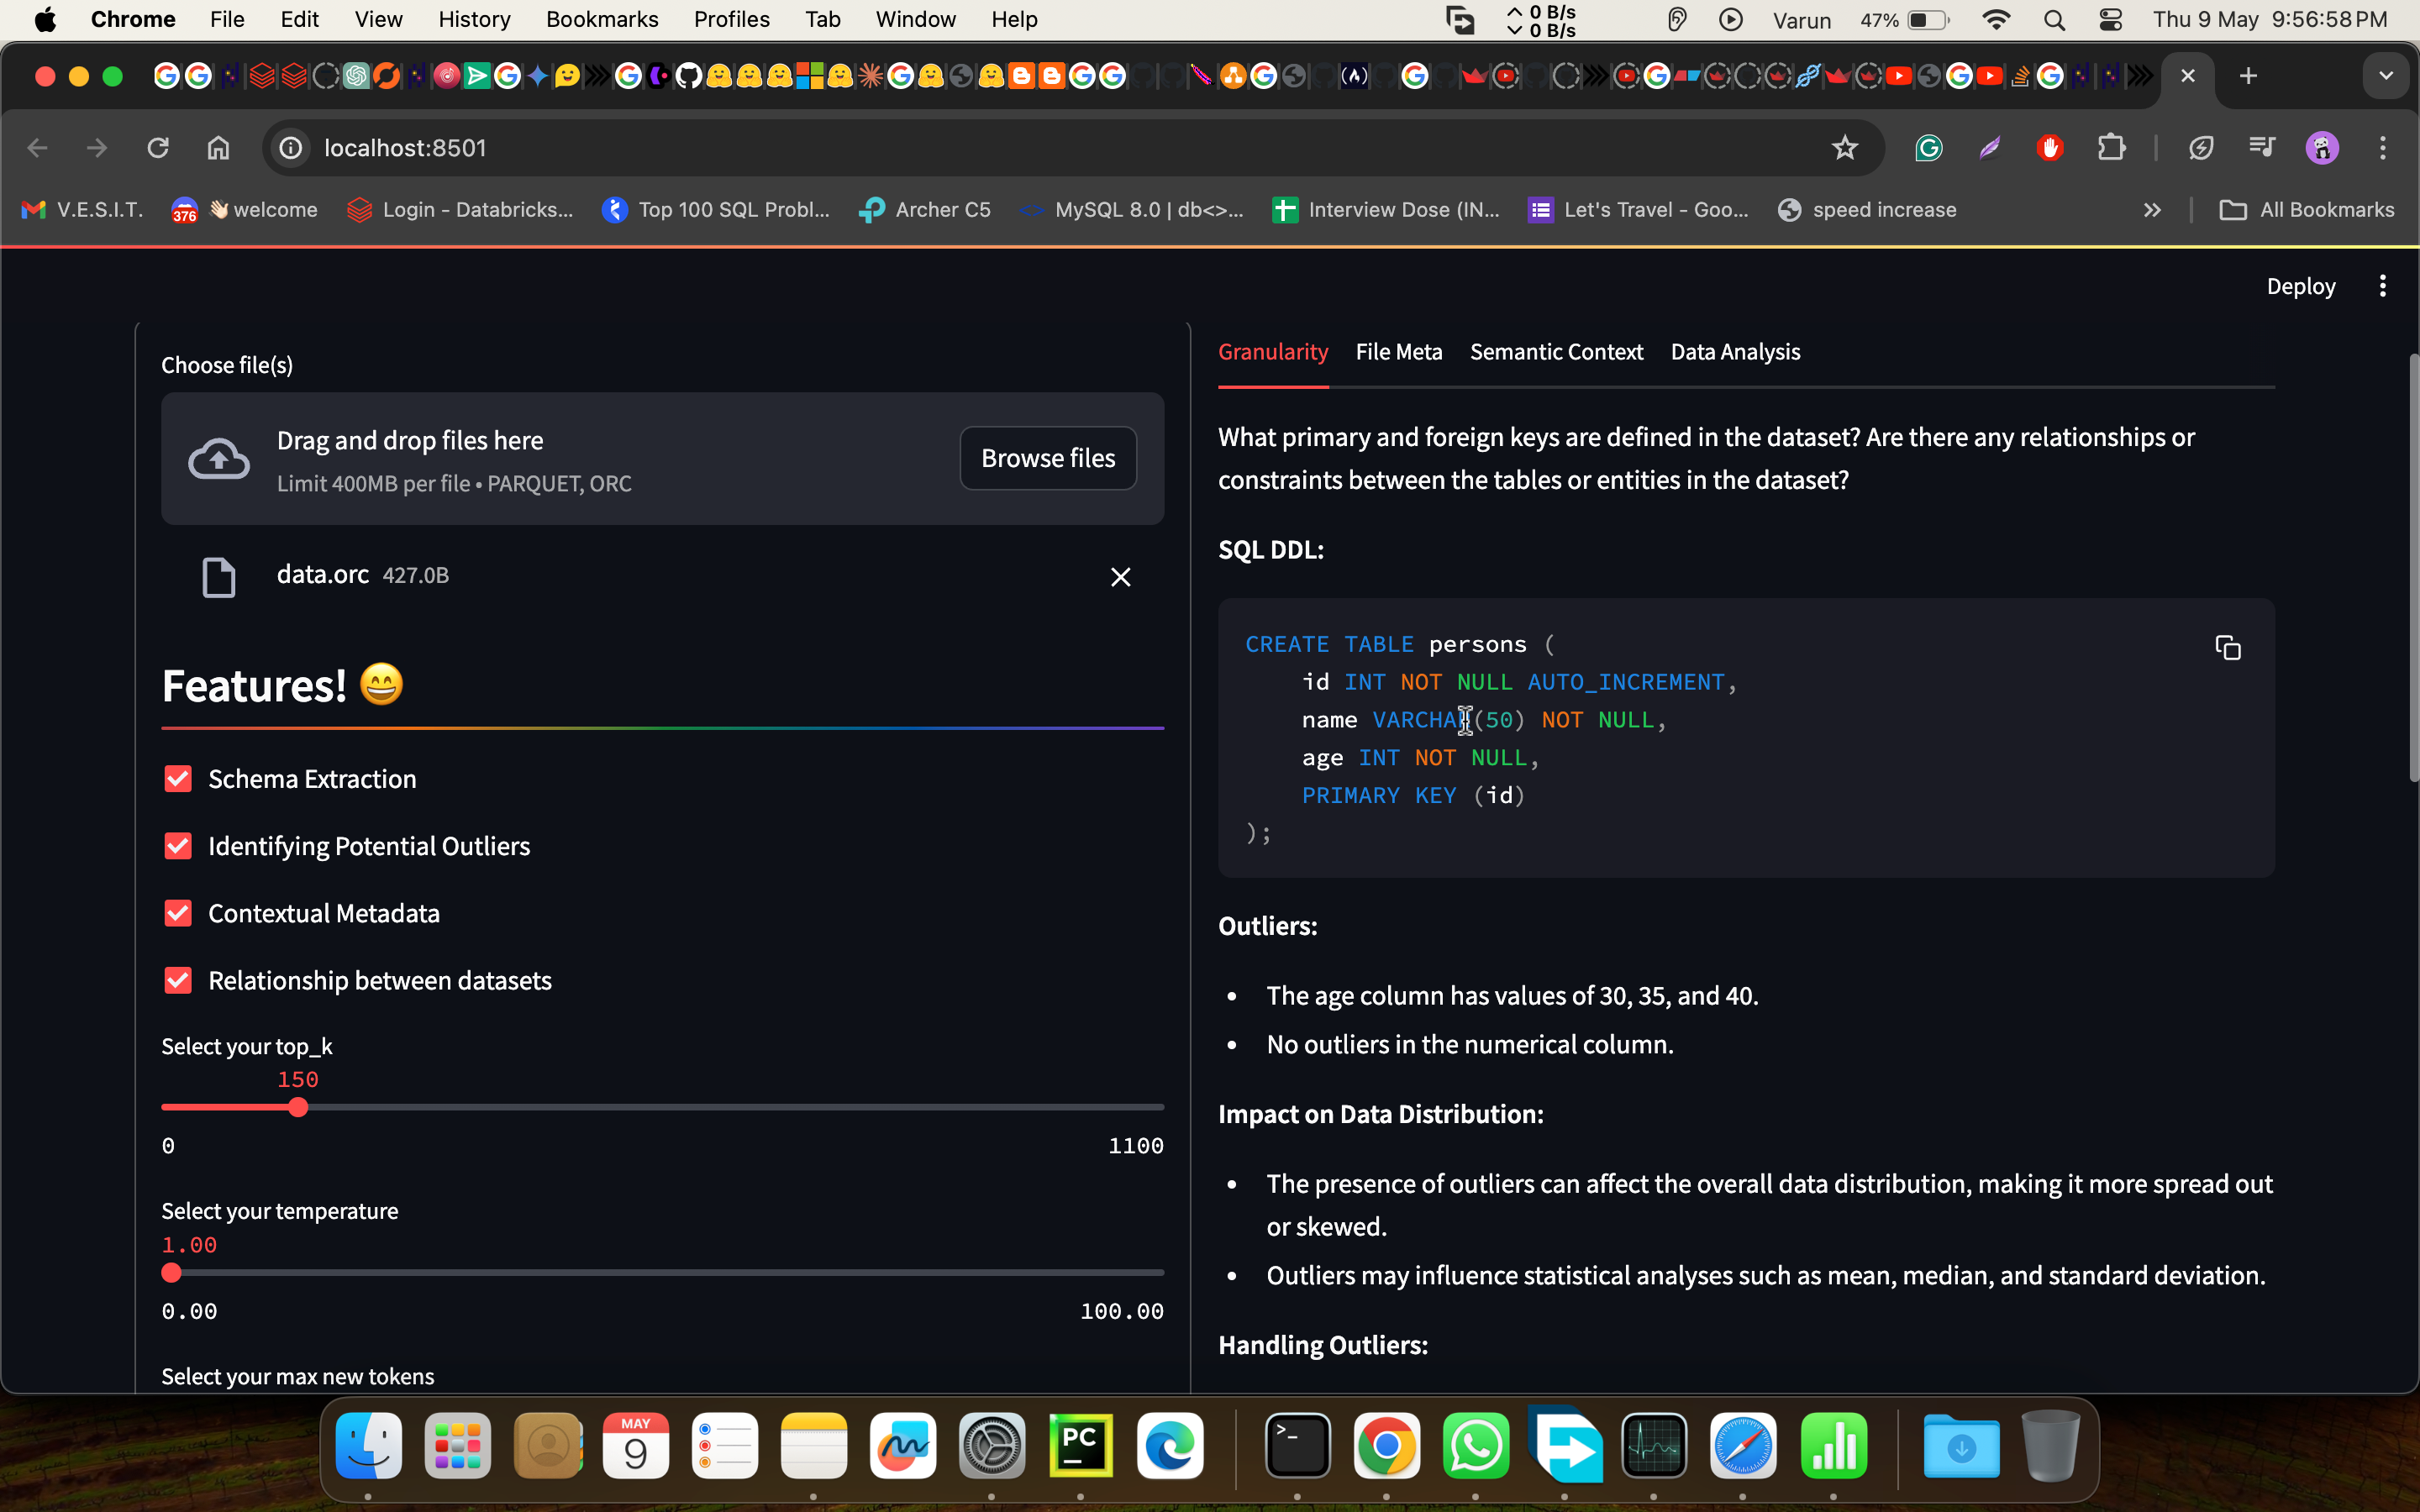 Chrome File Edit View History Bookmarks Profiles Tab Window Help 0 B/s 0 B/s Varun 47% Thu 9 May 9:56:58 PM
localhost:8501
V.E.S.I.T. 376 👋🏻 welcome Login - Databricks... Top 100 SQL Probl... Archer C5 <> MySQL 8.0 | db<>... Interview Dose (IN... Let's Travel - Goo... speed increase » All Bookmarks
Deploy
Choose file(s)
Drag and drop files here
Limit 400MB per file • PARQUET, ORC
Browse files
data.orc 427.0B
Features! 😄
Schema Extraction
Identifying Potential Outliers
Contextual Metadata
Relationship between datasets
Select your top_k
150
0 1100
Select your temperature
1.00
0.00 100.00
Select your max new tokens
Granularity File Meta Semantic Context Data Analysis
What primary and foreign keys are defined in the dataset? Are there any relationships or
constraints between the tables or entities in the dataset?
SQL DDL:
CREATE TABLE persons (
id INT NOT NULL AUTO_INCREMENT,
name VARCHAR(50) NOT NULL,
age INT NOT NULL,
PRIMARY KEY (id)
);
Outliers:
• The age column has values of 30, 35, and 40.
• No outliers in the numerical column.
Impact on Data Distribution:
• The presence of outliers can affect the overall data distribution, making it more spread out
or skewed.
• Outliers may influence statistical analyses such as mean, median, and standard deviation.
Handling Outliers:
MAY
9
PC
>_